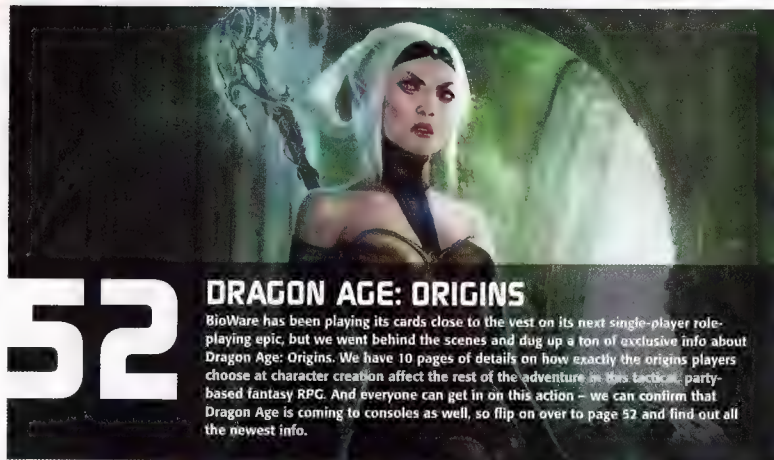 52
DRAGON AGE: ORIGINS
BioWare has been playing its cards close to the vest on its next single-player role-
playing epic, but we went behind the scenes and dug up a ton of exclusive info about
Dragon Age: Origins. We have 10 pages of details on how exactly the origins players
choose at character creation affect the rest of the adventure in this tactical, party-
based fantasy RPG. And everyone can get in on this action – we can confirm that
Dragon Age is coming to consoles as well, so flip on over to page 52 and find out all
the newest info.